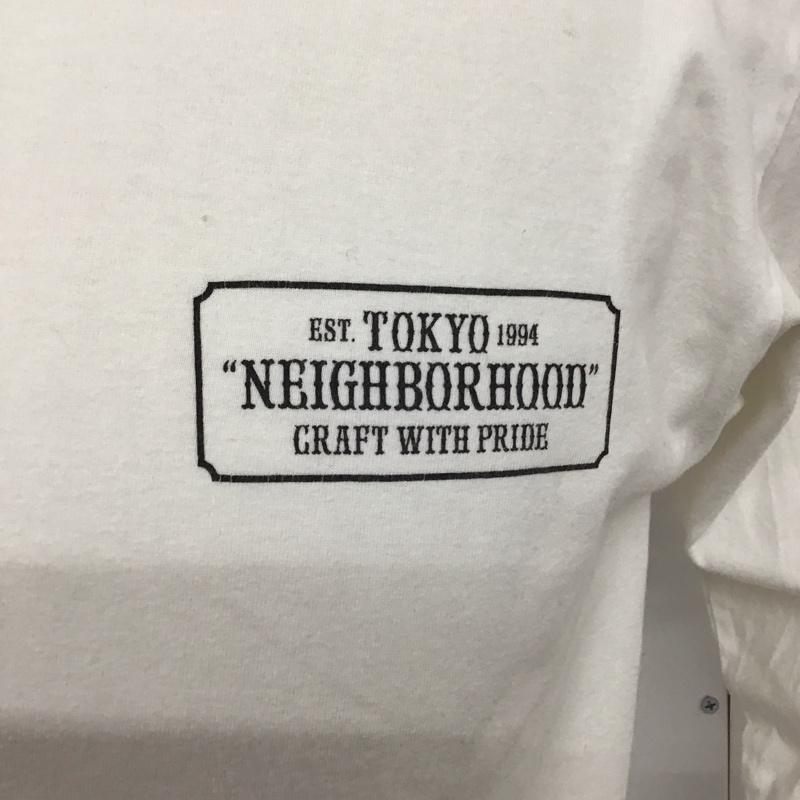 EST. TOKYO 1994
"NEIGHBORHOOD"
CRAFT WITH PRIDE